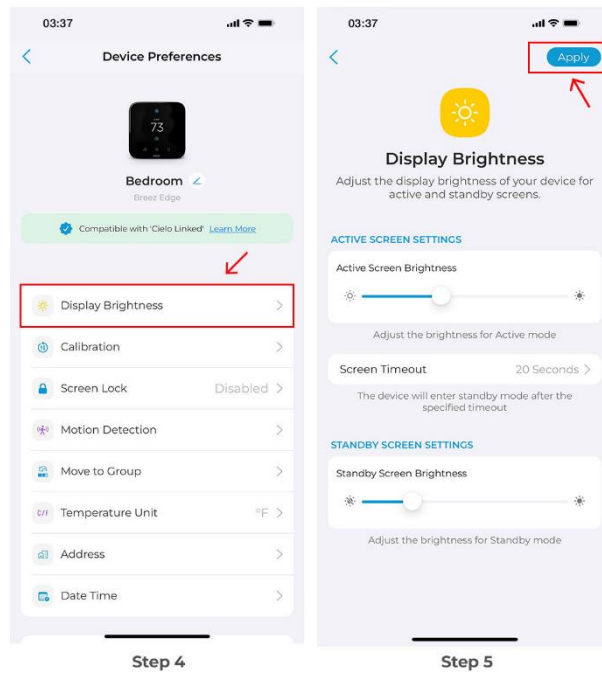 03:37
Device Preferences
73
Bedroom
Breez Edge
Compatible with 'Cielo Linked' Learn More
Display Brightness
Calibration
Screen Lock Disabled
Motion Detection
Move to Group
C/F Temperature Unit °F
Address
Date Time
Step 4
03:37
Apply
Display Brightness
Adjust the display brightness of your device for
active and standby screens.
ACTIVE SCREEN SETTINGS
Active Screen Brightness
Adjust the brightness for Active mode
Screen Timeout 20 Seconds
The device will enter standby mode after the
specified timeout
STANDBY SCREEN SETTINGS
Standby Screen Brightness
Adjust the brightness for Standby mode
Step 5